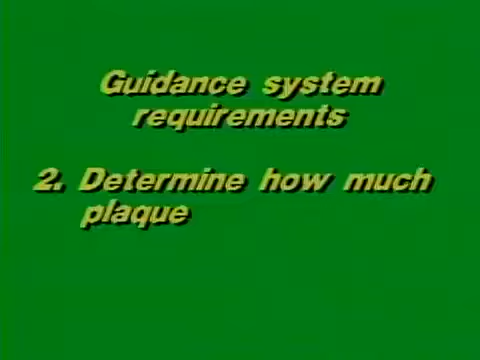 Guidance system
requirements
2. Determine how much
plaque